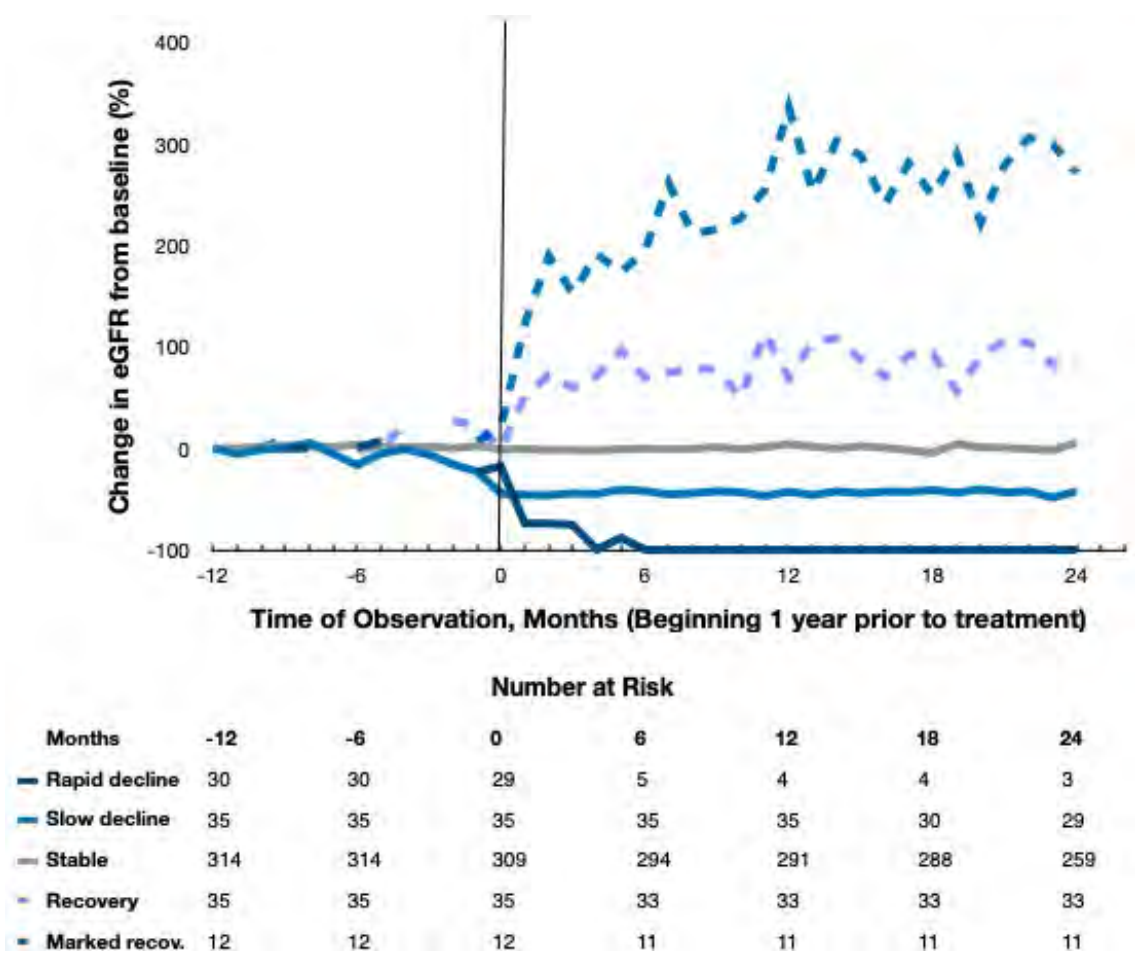 400
300
200
100
0
-100
Change in eGFR from baseline (%)
-12 -6 0 6 12 18 24
Time of Observation, Months (Beginning 1 year prior to treatment)
Number at Risk
Months -12 -6 0 6 12 18 24
Rapid decline 30 30 29 5 4 4 3
Slow decline 35 35 35 35 35 30 29
Stable 314 314 309 294 291 288 259
Recovery 35 35 35 33 33 33 33
Marked recov. 12 12 12 11 11 11 11